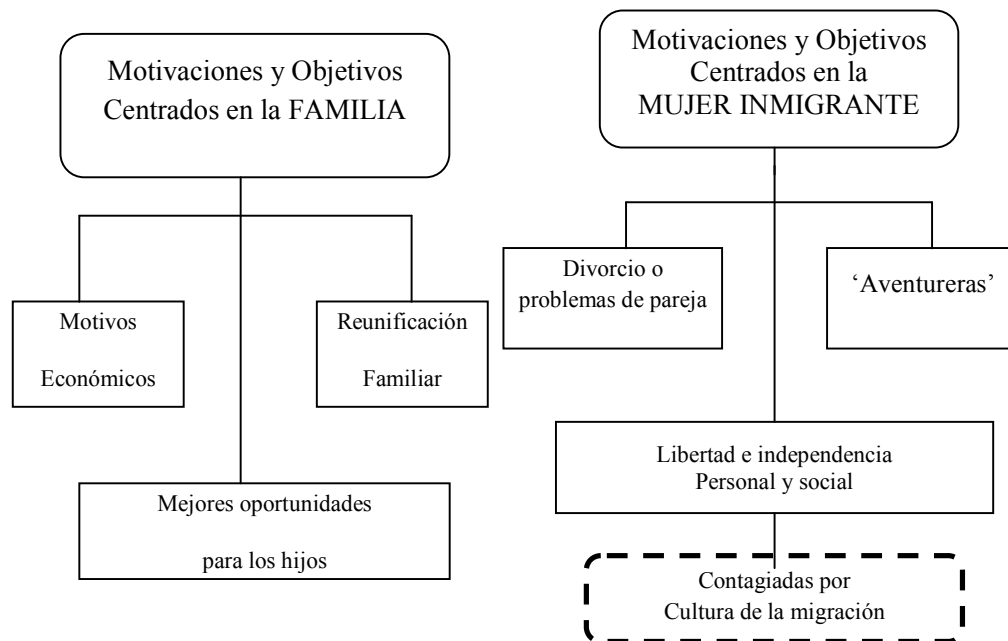 Motivaciones y Objetivos
Centrados en la FAMILIA
Motivos
Económicos
Reunificación
Familiar
Mejores oportunidades
para los hijos
Motivaciones y Objetivos
Centrados en la
MUJER INMIGRANTE
Divorcio o
problemas de pareja
‘Aventureras’
Libertad e independencia
Personal y social
Contagiadas por
Cultura de la migración